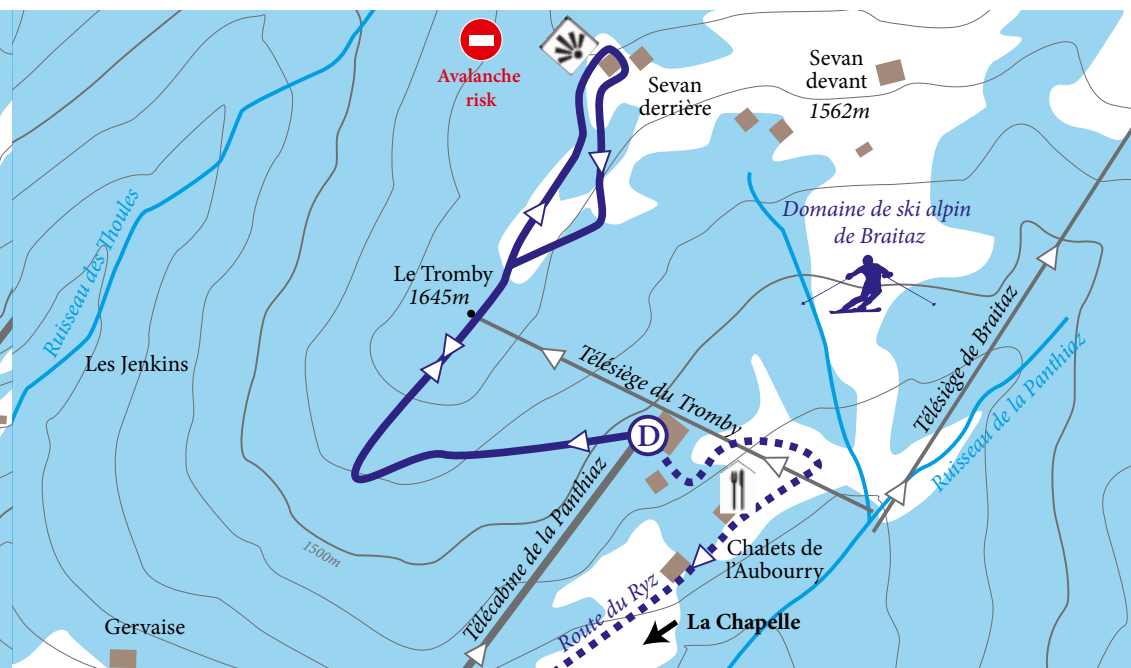 Avalanche
risk
Sevan
derrière
Sevan
devant
1562m
Ruisseau des Thoules
Domaine de ski alpin
de Braitaz
Le Tromby
1645m
Les Jenkins
Télésiège du Tromby
Télésiège de Braitaz
Ruisseau de la Panthiaz
D
Télécabine de la Panthiaz
1500m
Chalets de
l'Aubourry
Route du Ryz
La Chapelle
Gervaise